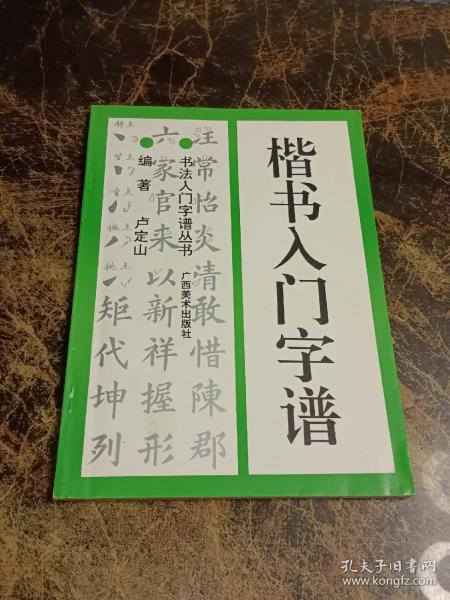 楷书入门字谱
书法入门字谱丛书
广西美术出版社
编著 卢定山
汪常怡炎清敢惜陳郡
六家官来以新祥握形
矩代坤列
孔夫子旧书网
www.kongfz.com